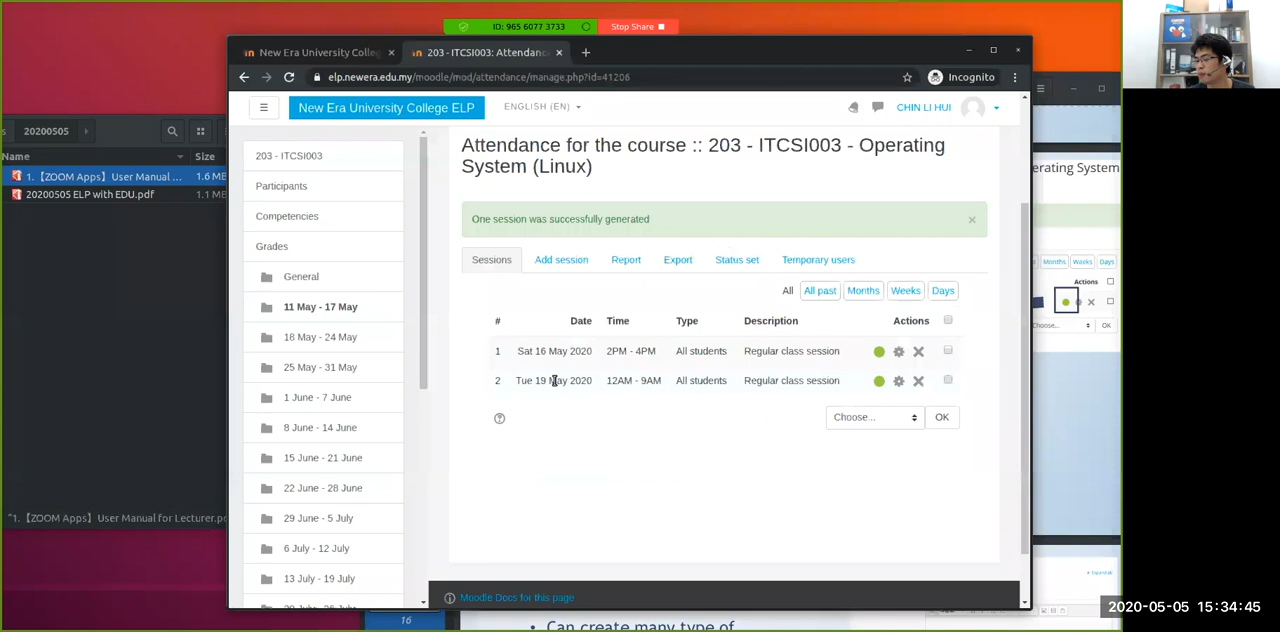 ID: 965 6077 3733
Stop Share
New Era University Colle
203 - ITCSI003: Attendanc
elp.newera.edu.my/moodle/mod/attendance/manage.php?id=41206
Incognito
New Era University College ELP
ENGLISH (EN)
CHIN LI HUI
20200505
Name
Size
1.【ZOOM Apps】User Manual ...
1.6 ME
20200505 ELP with EDU.pdf
1.1 ME
"1.【ZOOM Apps】User Manual for Lecturer.pd
203 - ITCSI003
Participants
Competencies
Grades
General
11 May - 17 May
18 May - 24 May
25 May - 31 May
1 June - 7 June
8 June - 14 June
15 June - 21 June
22 June - 28 June
29 June - 5 July
6 July - 12 July
13 July - 19 July
Attendance for the course :: 203 - ITCSI003 - Operating
System (Linux)
One session was successfully generated
Sessions
Add session
Report
Export
Status set
Temporary users
All
All past
Months
Weeks
Days
# Date Time Type Description Actions
1 Sat 16 May 2020 2PM - 4PM All students Regular class session
2 Tue 19 May 2020 12AM - 9AM All students Regular class session
Choose...
OK
Moodle Docs for this page
erating System
Months
Weeks
Days
Actions
Choose...
OK
16
• Can create many type of
2020-05-05 15:34:45